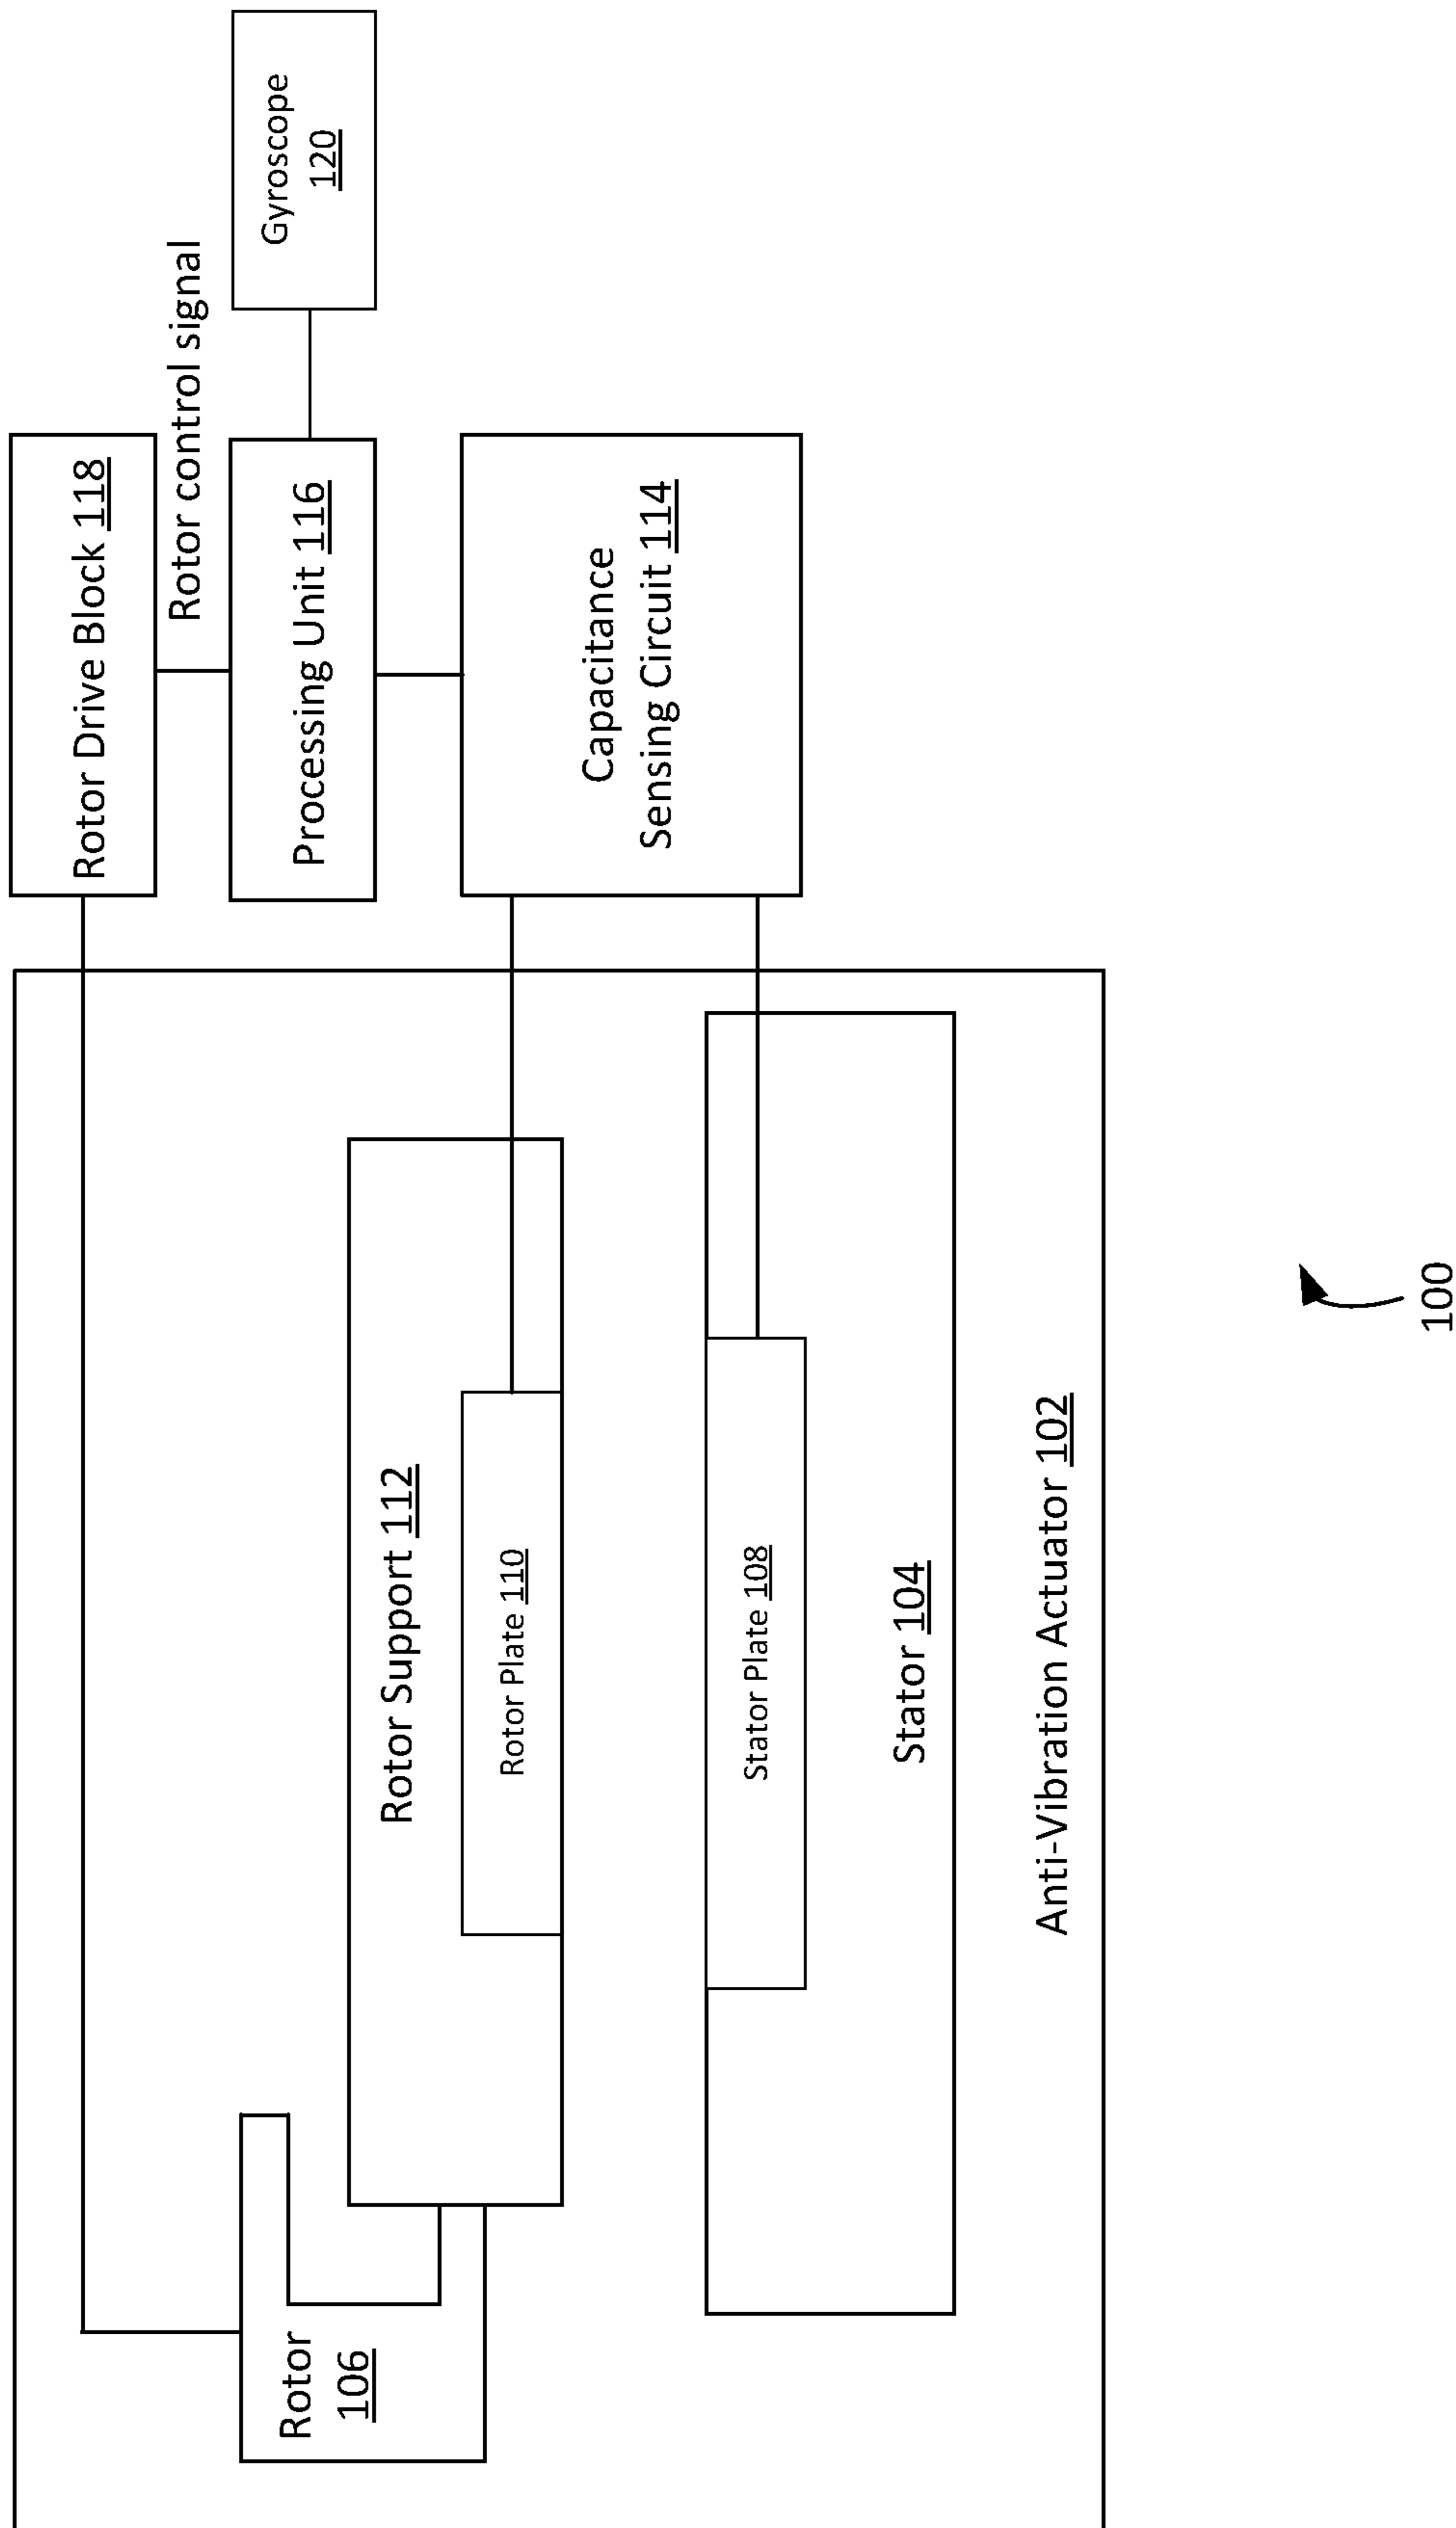 Rotor Drive Block 118
Rotor control signal
Gyroscope
120
Processing Unit 116
Rotor
106
Rotor Support 112
Rotor Plate 110
Capacitance
Sensing Circuit 114
Stator Plate 108
Stator 104
Anti-Vibration Actuator 102
100